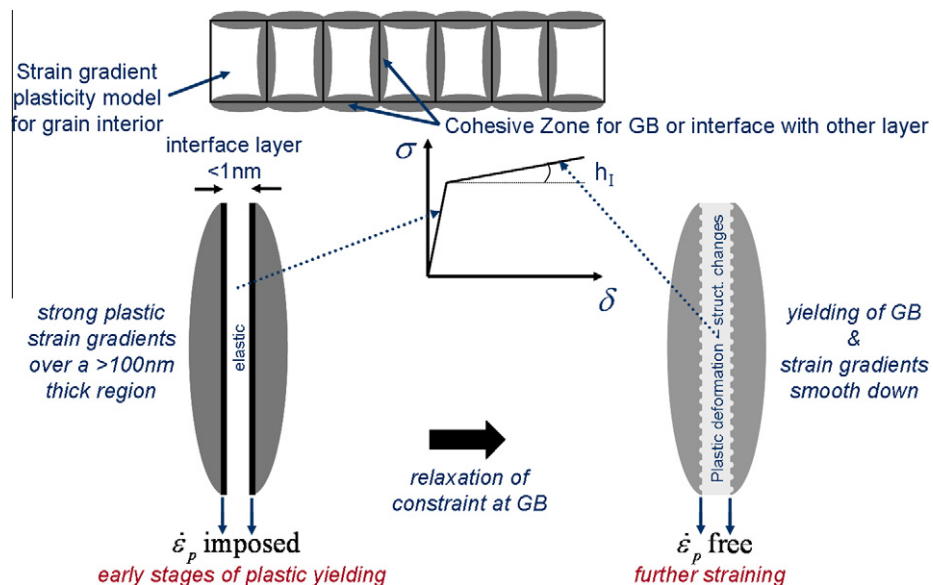 Strain gradient
plasticity model
for grain interior
Cohesive Zone for GB or interface with other layer
interface layer
<1nm
σ
h_I
δ
strong plastic
strain gradients
over a >100nm
thick region
elastic
Plastic deformation – struct. changes
yielding of GB
&
strain gradients
smooth down
relaxation of
constraint at GB
ε̇_p imposed
early stages of plastic yielding
ε̇_p free
further straining